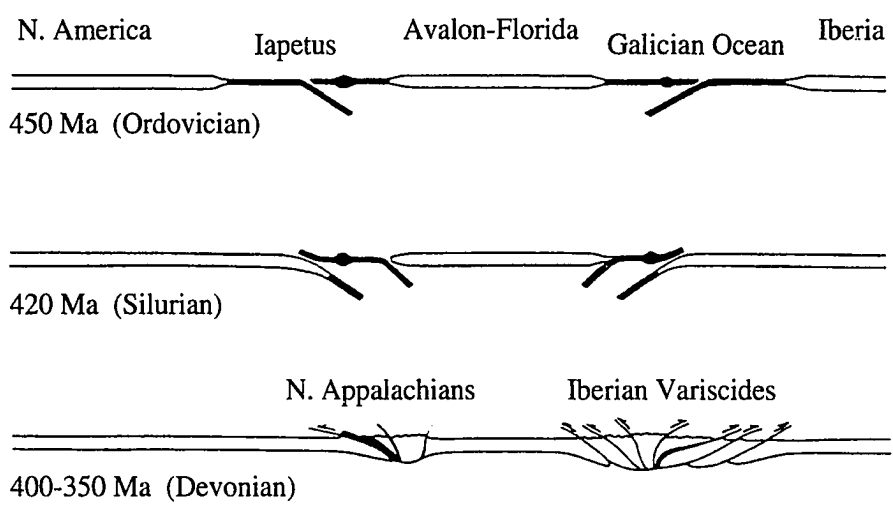 N. America
Iapetus
Avalon-Florida
Galician Ocean
Iberia
450 Ma (Ordovician)
420 Ma (Silurian)
N. Appalachians
Iberian Variscides
400-350 Ma (Devonian)